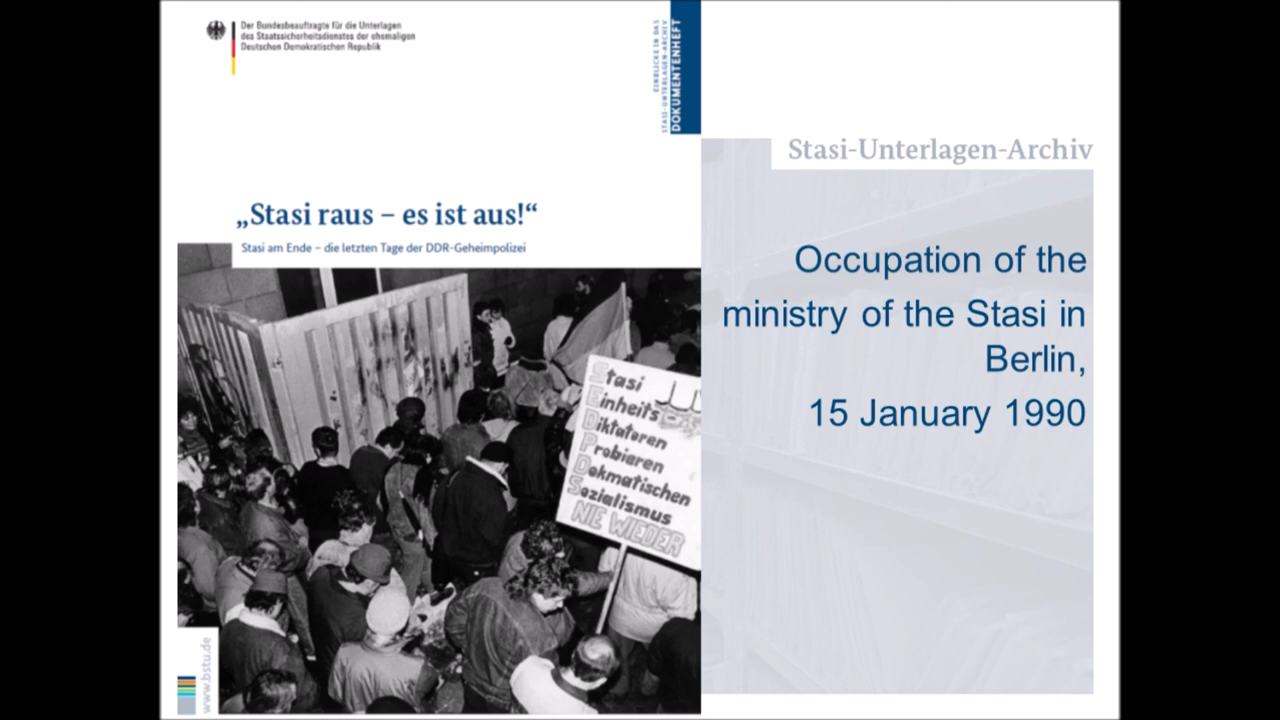 Der Bundesbeauftragte für die Unterlagen
des Staatssicherheitsdienstes der ehemaligen
Deutschen Demokratischen Republik
EINBLICKE IN DAS
STASI-UNTERLAGEN-ARCHIV
DOKUMENTENHEFT
„Stasi raus – es ist aus!“
Stasi am Ende – die letzten Tage der DDR-Geheimpolizei
Stasi
Einheits
Diktatoren
Probieren
Dokmatischen
Sozialismus
NIE WIEDER
www.bstu.de
Stasi-Unterlagen-Archiv
Occupation of the
ministry of the Stasi in
Berlin,
15 January 1990